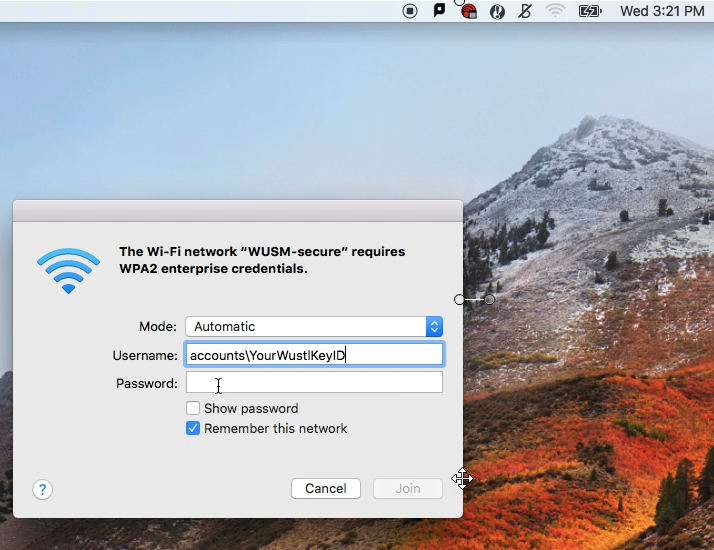 Wed 3:21 PM
The Wi-Fi network “WUSM-secure” requires
WPA2 enterprise credentials.
Mode: Automatic
Username: accounts\YourWustlKeyID
Password:
Show password
Remember this network
? Cancel Join